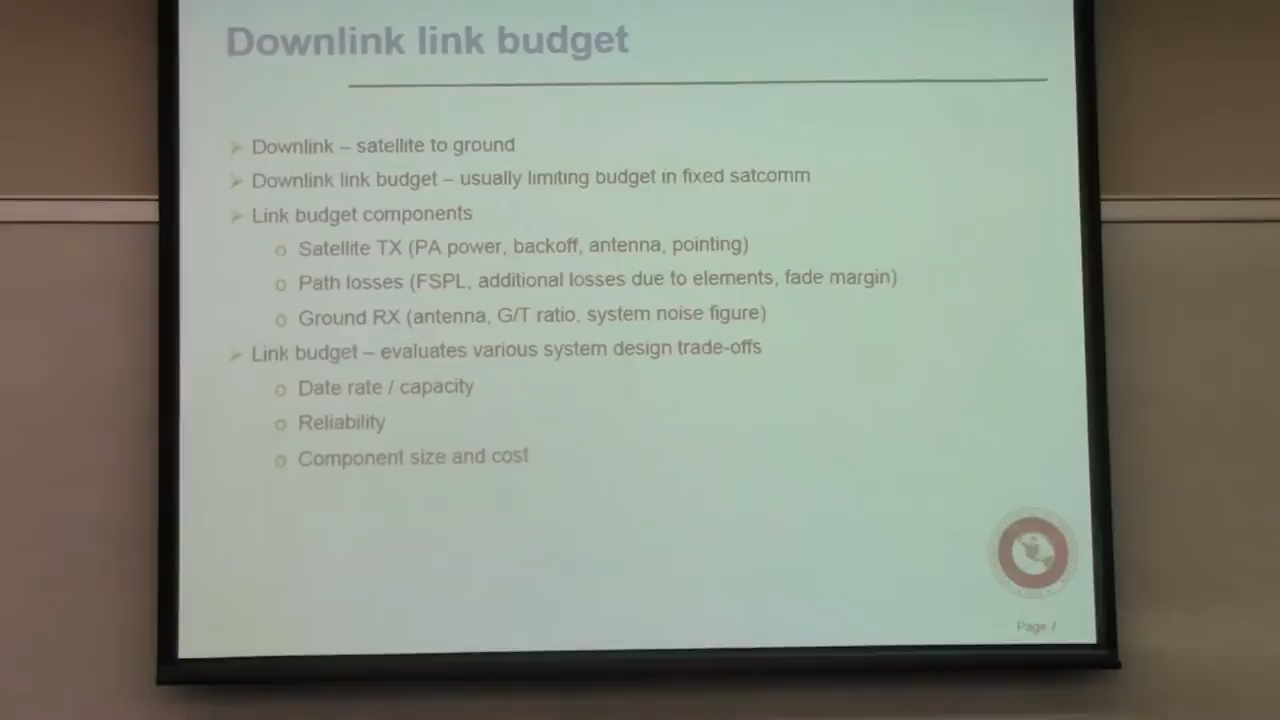 Downlink link budget
Downlink – satellite to ground
Downlink link budget – usually limiting budget in fixed satcomm
Link budget components
Satellite TX (PA power, backoff, antenna, pointing)
Path losses (FSPL, additional losses due to elements, fade margin)
Ground RX (antenna, G/T ratio, system noise figure)
Link budget – evaluates various system design trade-offs
Date rate / capacity
Reliability
Component size and cost
Page 7